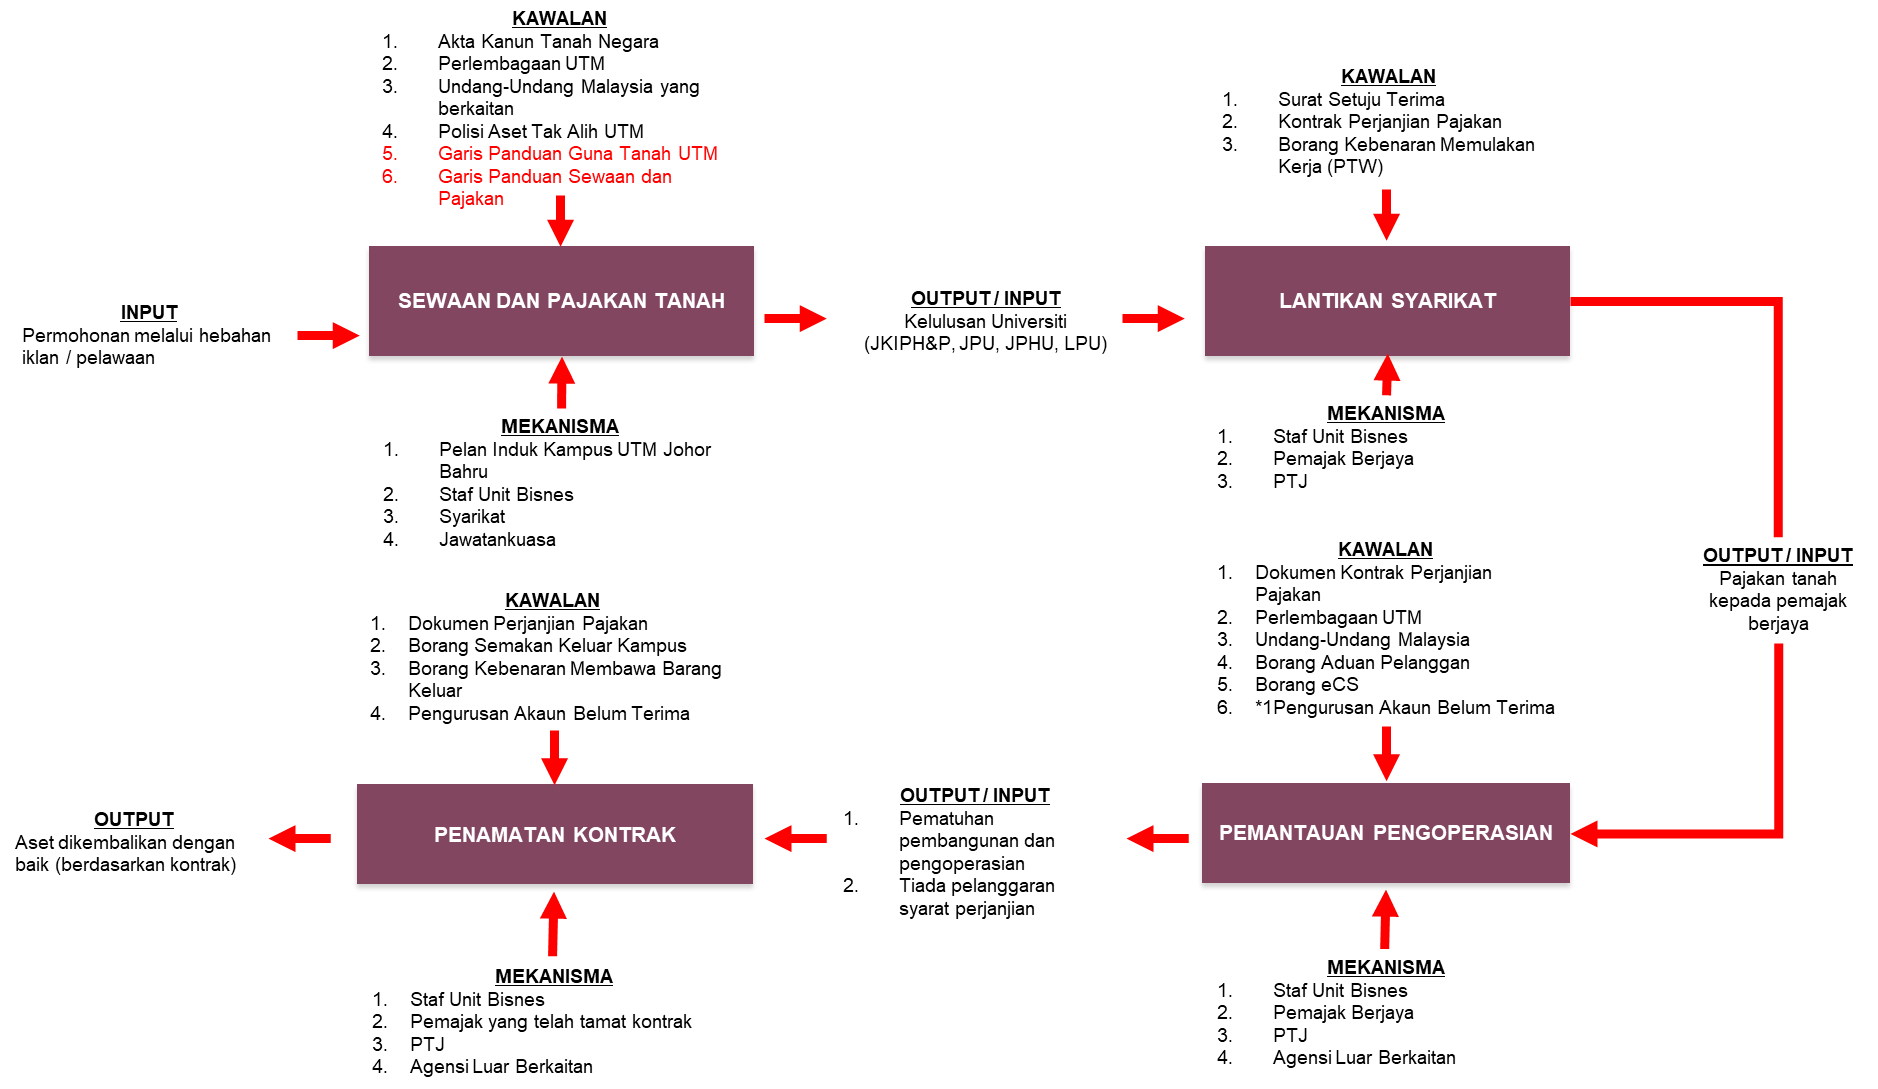 KAWALAN
1. Akta Kanun Tanah Negara
2. Perlembagaan UTM
3. Undang-Undang Malaysia yang
berkaitan
4. Polisi Aset Tak Alih UTM
5. Garis Panduan Guna Tanah UTM
6. Garis Panduan Sewaan dan
Pajakan
INPUT
Permohonan melalui hebahan
iklan / pelawaan
SEWAAN DAN PAJAKAN TANAH
MEKANISMA
1. Pelan Induk Kampus UTM Johor
Bahru
2. Staf Unit Bisnes
3. Syarikat
4. Jawatankuasa
OUTPUT / INPUT
Kelulusan Universiti
(JKIPH&P, JPU, JPHU, LPU)
KAWALAN
1. Surat Setuju Terima
2. Kontrak Perjanjian Pajakan
3. Borang Kebenaran Memulakan
Kerja (PTW)
LANTIKAN SYARIKAT
MEKANISMA
1. Staf Unit Bisnes
2. Pemajak Berjaya
3. PTJ
OUTPUT / INPUT
Pajakan tanah
kepada pemajak
berjaya
KAWALAN
1. Dokumen Kontrak Perjanjian
Pajakan
2. Perlembagaan UTM
3. Undang-Undang Malaysia
4. Borang Aduan Pelanggan
5. Borang eCS
6. *1Pengurusan Akaun Belum Terima
PEMANTAUAN PENGOPERASIAN
MEKANISMA
1. Staf Unit Bisnes
2. Pemajak Berjaya
3. PTJ
4. Agensi Luar Berkaitan
OUTPUT / INPUT
1. Pematuhan
pembangunan dan
pengoperasian
2. Tiada pelanggaran
syarat perjanjian
KAWALAN
1. Dokumen Perjanjian Pajakan
2. Borang Semakan Keluar Kampus
3. Borang Kebenaran Membawa Barang
Keluar
4. Pengurusan Akaun Belum Terima
PENAMATAN KONTRAK
MEKANISMA
1. Staf Unit Bisnes
2. Pemajak yang telah tamat kontrak
3. PTJ
4. Agensi Luar Berkaitan
OUTPUT
Aset dikembalikan dengan
baik (berdasarkan kontrak)